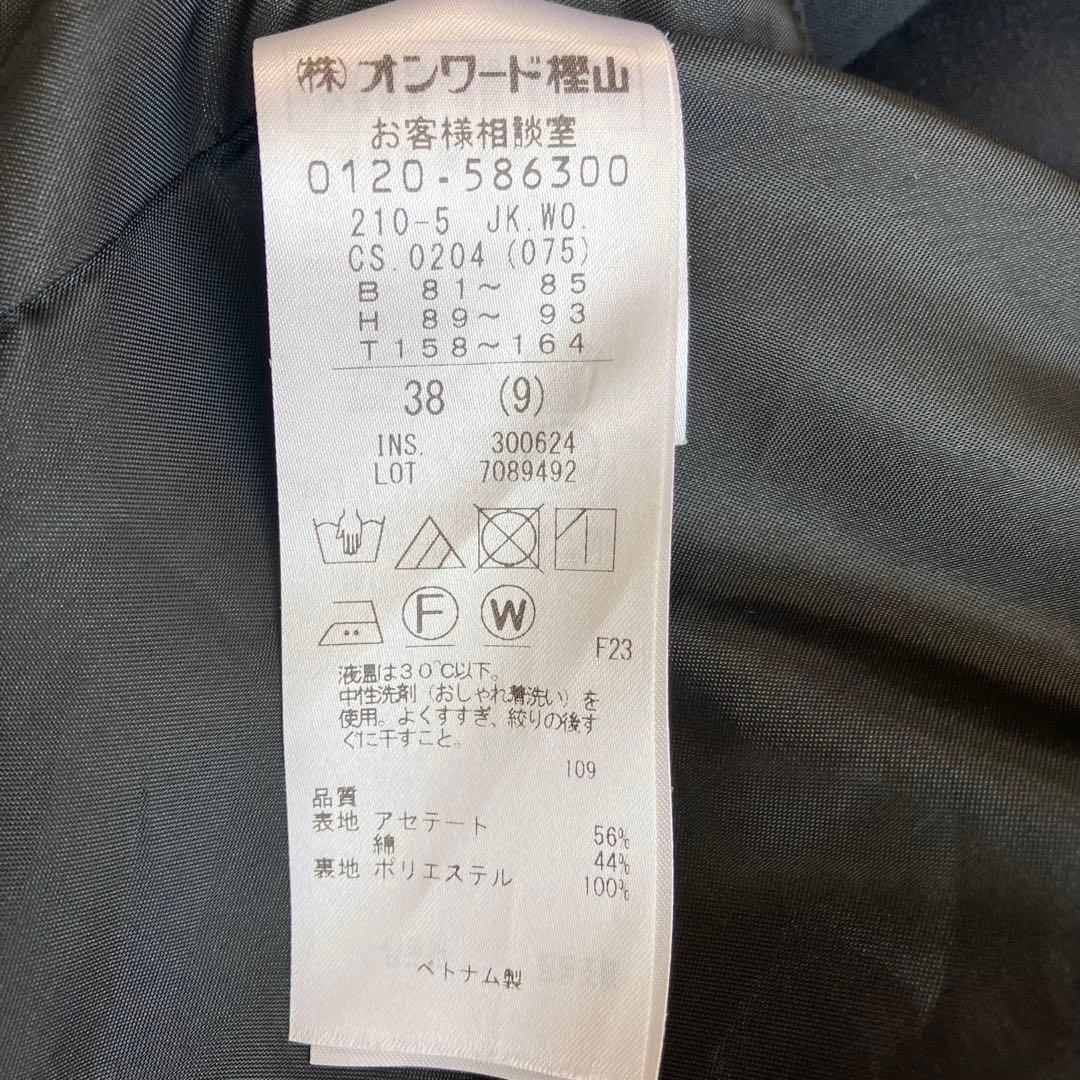 (株)オンワード樫山
お客様相談室
0120-586300
210-5 JK.WO.
CS.0204 (075)
B 81～ 85
H 89～ 93
T158～164
38 (9)
INS. 300624
LOT 7089492
F
W
F23
液温は30℃以下。
中性洗剤（おしゃれ着洗い）を
使用。よくすすぎ、絞りの後す
ぐに干すこと。
109
品質
表地 アセテート 56%
綿 44%
裏地 ポリエステル 100%
ベトナム製